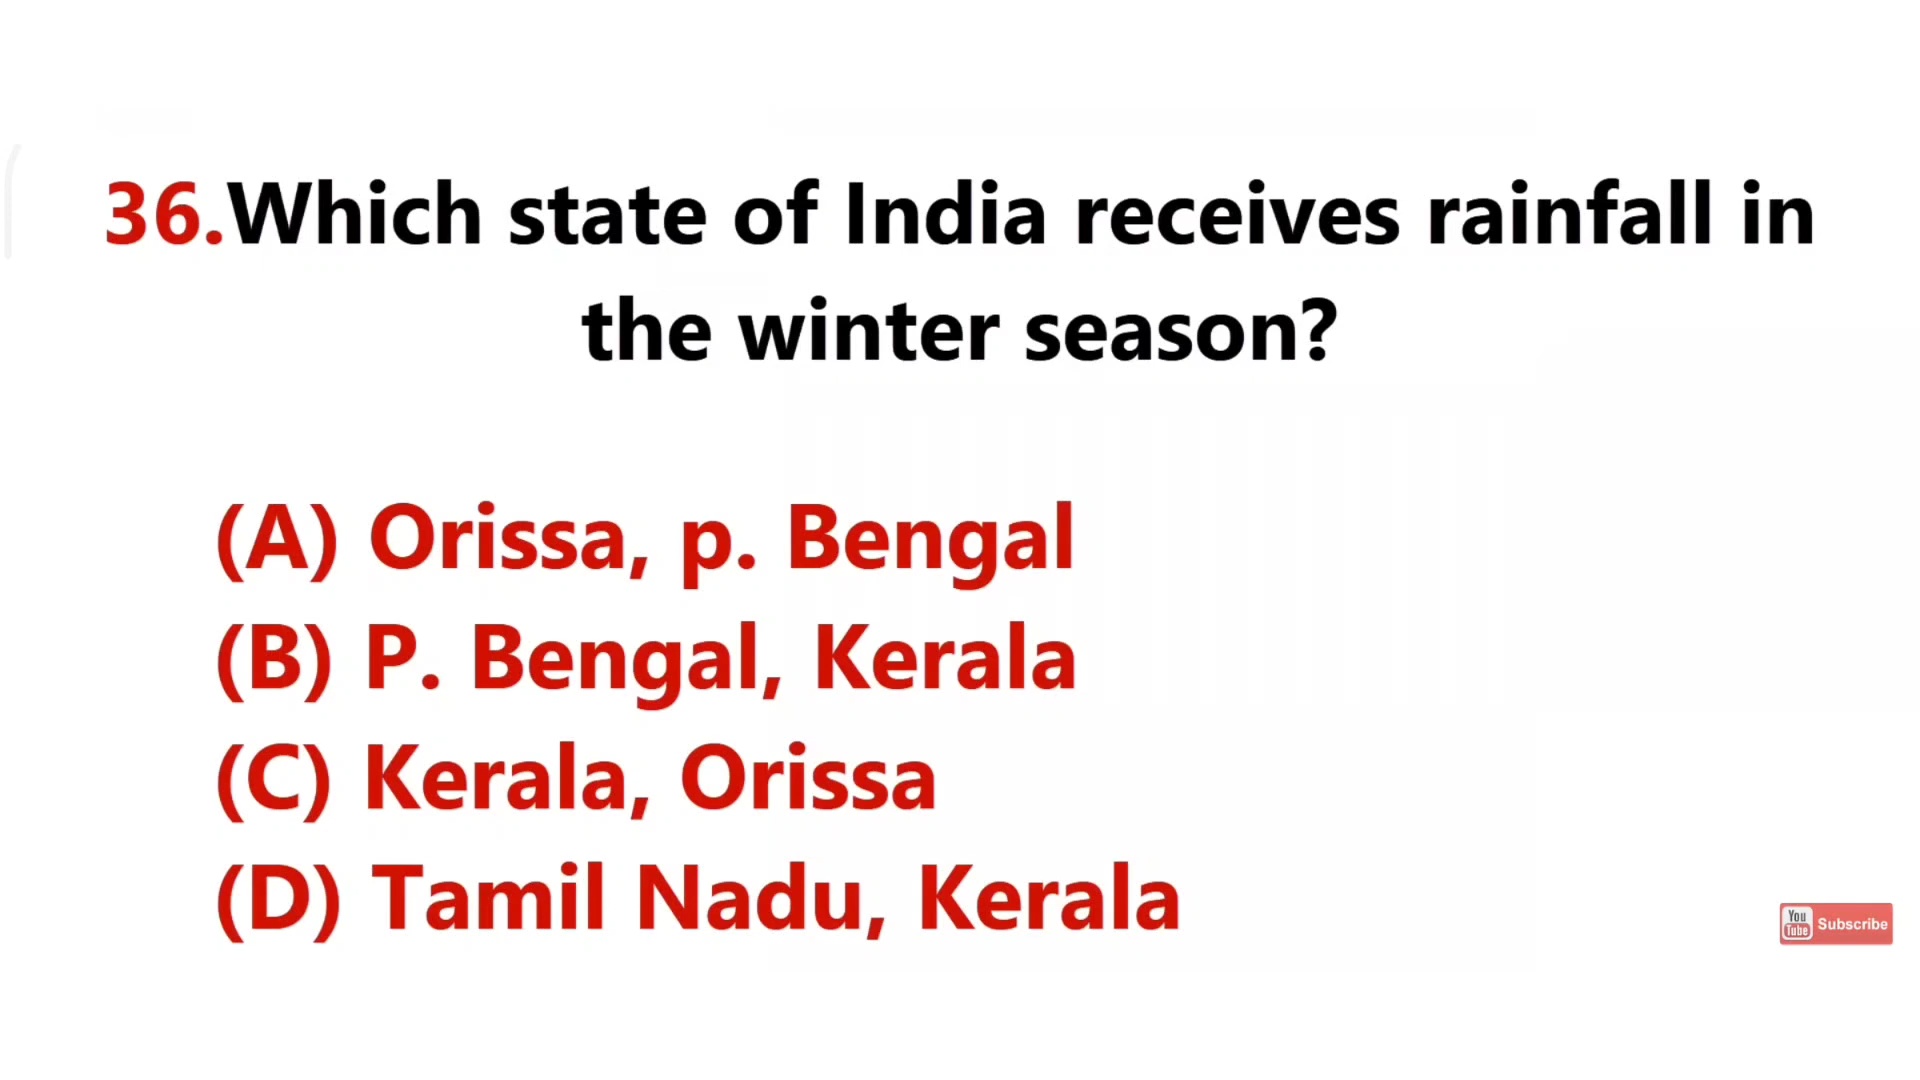 36.Which state of India receives rainfall in
the winter season?
(A) Orissa, p. Bengal
(B) P. Bengal, Kerala
(C) Kerala, Orissa
(D) Tamil Nadu, Kerala
You
Tube
Subscribe